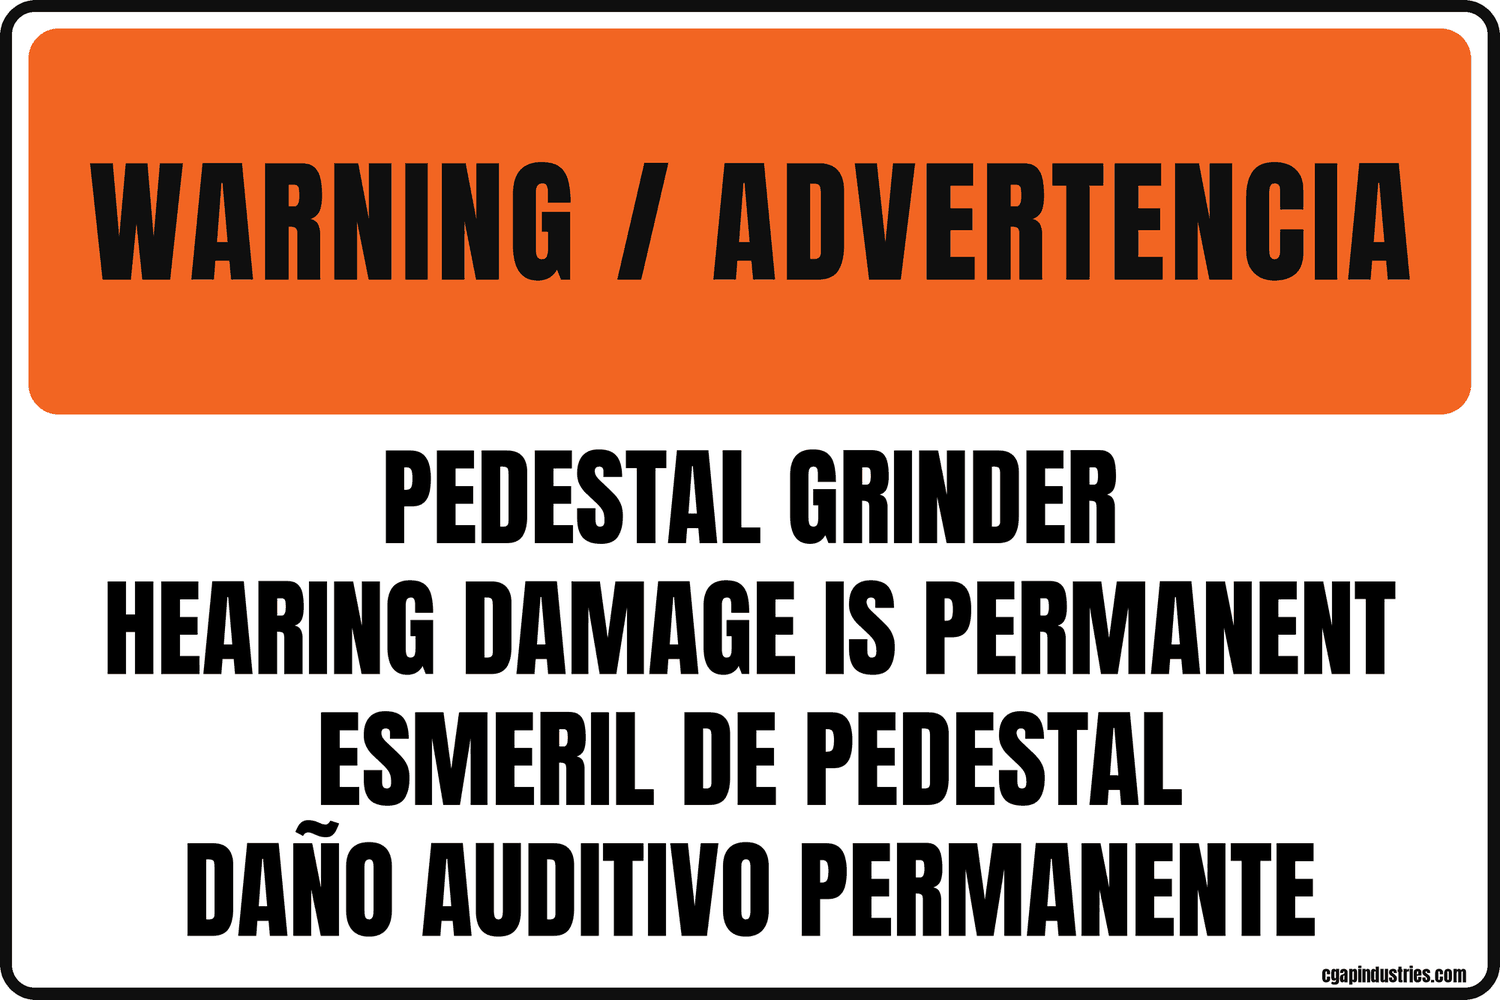 WARNING / ADVERTENCIA
PEDESTAL GRINDER
HEARING DAMAGE IS PERMANENT
ESMERIL DE PEDESTAL
DAÑO AUDITIVO PERMANENTE
cgapindustries.com